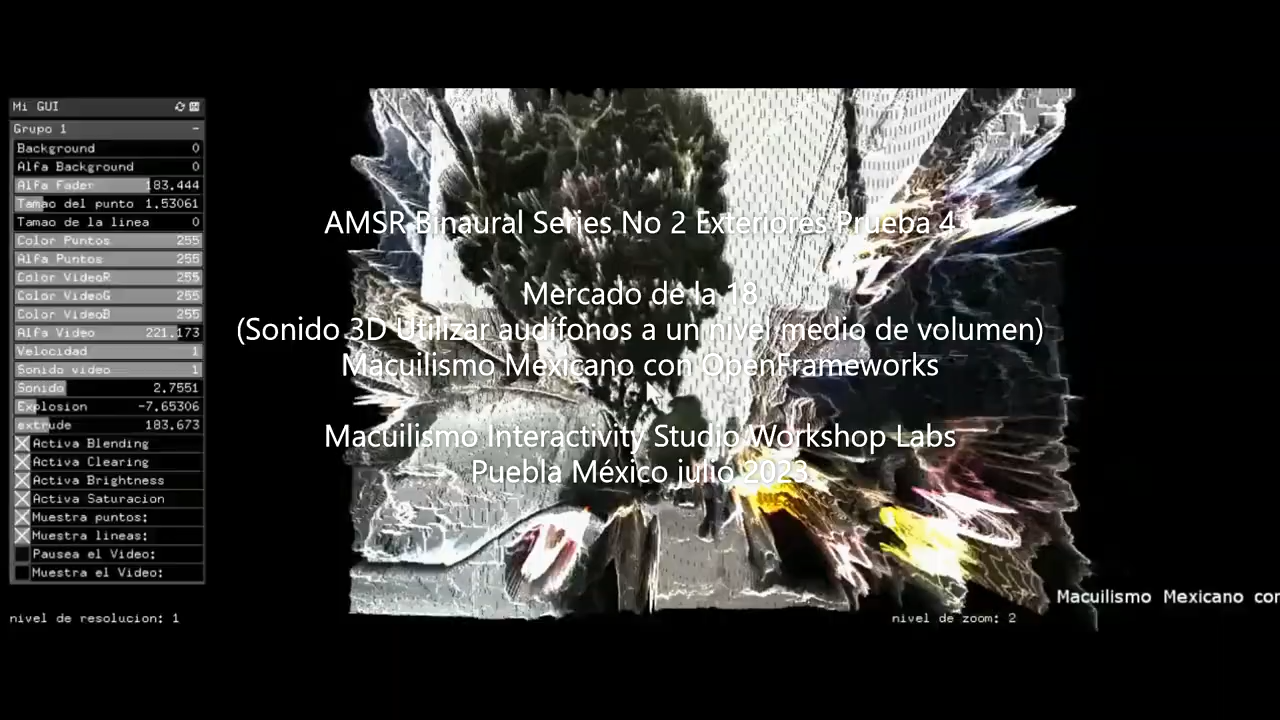 Mi GUI
Grupo 1 -
Background 0
Alfa Background 0
Alfa Fader 183.444
Tamao del punto 1.53061
Tamao de la linea 0
Color Puntos 255
Alfa Puntos 255
Color VideoR 255
Color VideoG 255
Color VideoB 255
Alfa Video 221.173
Velocidad 1
Sonido video 1
Sonido 2.7551
Explosion -7.65306
extrude 183.673
Activa Blending
Activa Clearing
Activa Brightness
Activa Saturacion
Muestra puntos:
Muestra lineas:
Pausea el Video:
Muestra el Video:
nivel de resolucion: 1
AMSR Binaural Series No 2 Exteriores Prueba 4
Mercado de la 18
(Sonido 3D Utilizar audífonos a un nivel medio de volumen)
Macuilismo Mexicano con OpenFrameworks
Macuilismo Interactivity Studio Workshop Labs
Puebla México julio 2023
Macuilismo Mexicano con
nivel de zoom: 2